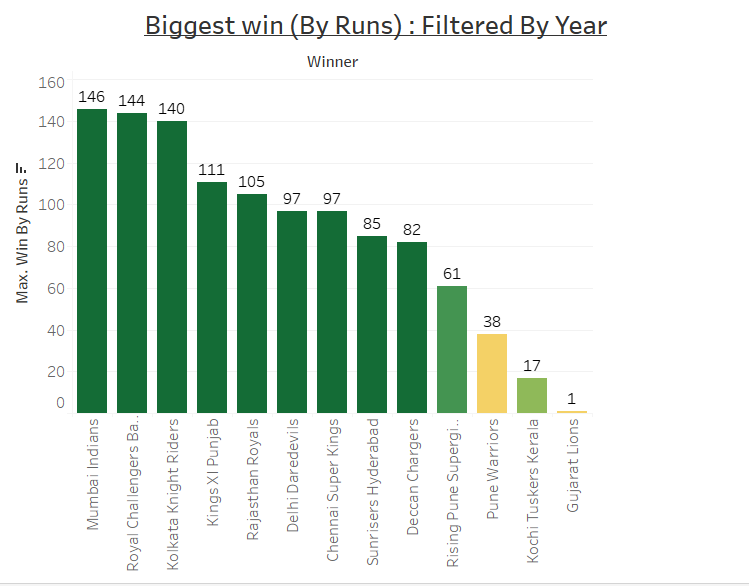 Biggest win (By Runs) : Filtered By Year
Winner
Max. Win By Runs
160
140
120
100
80
60
40
20
0
146
144
140
111
105
97
97
85
82
61
38
17
1
Mumbai Indians
Royal Challengers Ba..
Kolkata Knight Riders
Kings XI Punjab
Rajasthan Royals
Delhi Daredevils
Chennai Super Kings
Sunrisers Hyderabad
Deccan Chargers
Rising Pune Supergi..
Pune Warriors
Kochi Tuskers Kerala
Gujarat Lions